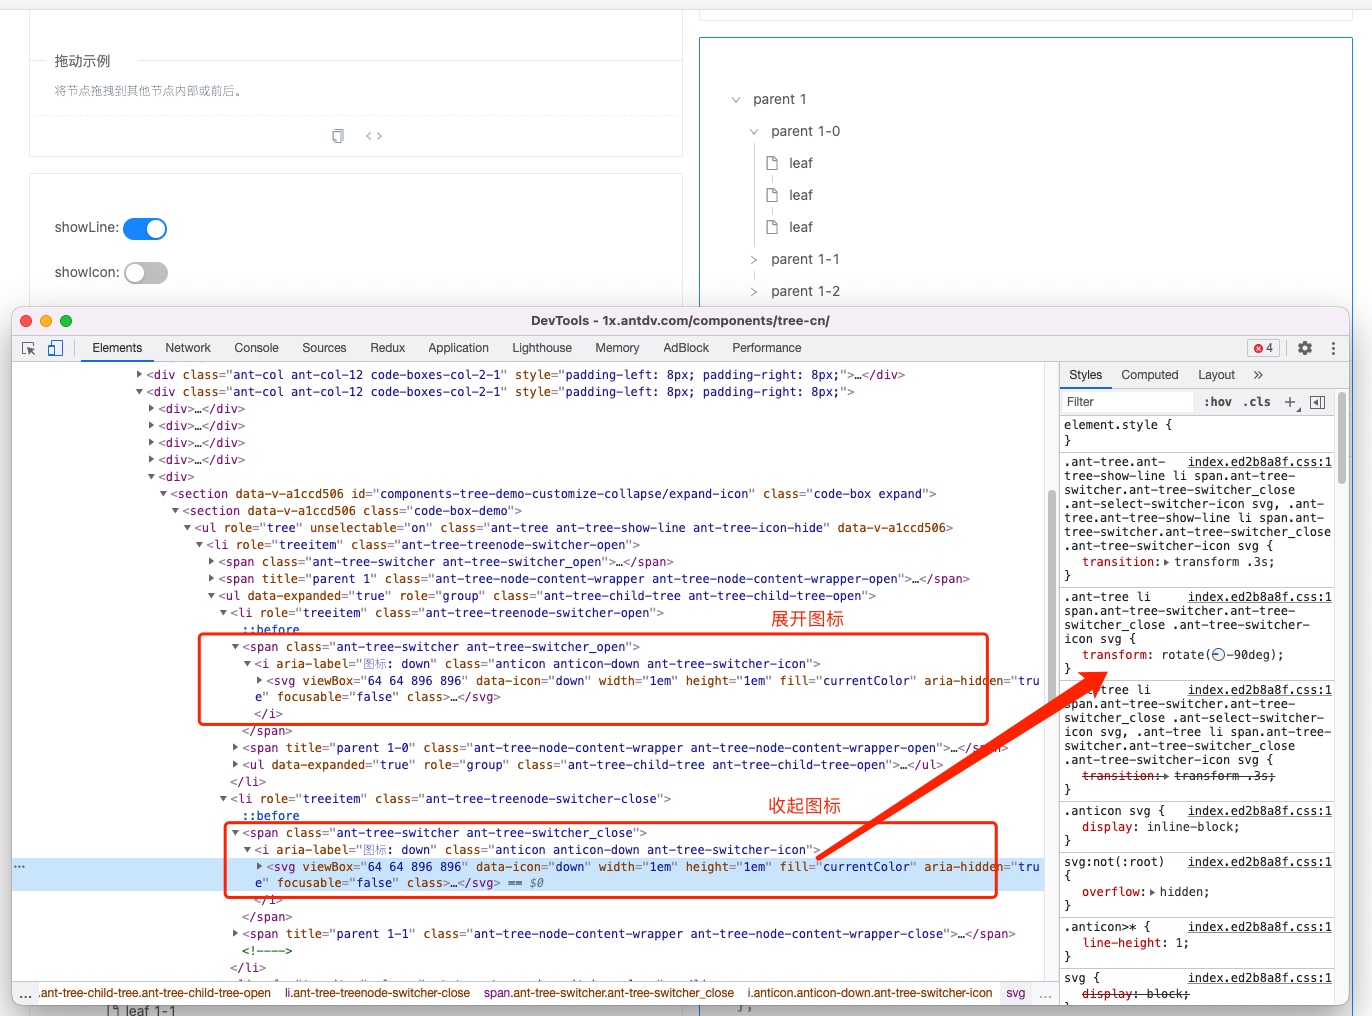 拖动示例
将节点拖拽到其他节点内部或前后。
showLine:
showIcon:
parent 1
parent 1-0
leaf
leaf
leaf
parent 1-1
parent 1-2
DevTools - 1x.antdv.com/components/tree-cn/
Elements Network Console Sources Redux Application Lighthouse Memory AdBlock Performance 4
<div class="ant-col ant-col-12 code-boxes-col-2-1" style="padding-left: 8px; padding-right: 8px;">…</div>
<div class="ant-col ant-col-12 code-boxes-col-2-1" style="padding-left: 8px; padding-right: 8px;">
<div>…</div>
<div>…</div>
<div>…</div>
<div>…</div>
<div>
<section data-v-a1ccd506 id="components-tree-demo-customize-collapse/expand-icon" class="code-box expand">
<section data-v-a1ccd506 class="code-box-demo">
<ul role="tree" unselectable="on" class="ant-tree ant-tree-show-line ant-tree-icon-hide" data-v-a1ccd506>
<li role="treeitem" class="ant-tree-treenode-switcher-open">
<span class="ant-tree-switcher ant-tree-switcher_open">…</span>
<span title="parent 1" class="ant-tree-node-content-wrapper ant-tree-node-content-wrapper-open">…</span>
<ul data-expanded="true" role="group" class="ant-tree-child-tree ant-tree-child-tree-open">
<li role="treeitem" class="ant-tree-treenode-switcher-open">
展开图标
::before
<span class="ant-tree-switcher ant-tree-switcher_open">
<i aria-label="图标: down" class="anticon anticon-down ant-tree-switcher-icon">
<svg viewBox="64 64 896 896" data-icon="down" width="1em" height="1em" fill="currentColor" aria-hidden="tru
e" focusable="false" class>…</svg>
</i>
</span>
<span title="parent 1-0" class="ant-tree-node-content-wrapper ant-tree-node-content-wrapper-open">…</span>
<ul data-expanded="true" role="group" class="ant-tree-child-tree ant-tree-child-tree-open">…</ul>
</li>
<li role="treeitem" class="ant-tree-treenode-switcher-close">
收起图标
::before
<span class="ant-tree-switcher ant-tree-switcher_close">
<i aria-label="图标: down" class="anticon anticon-down ant-tree-switcher-icon">
<svg viewBox="64 64 896 896" data-icon="down" width="1em" height="1em" fill="currentColor" aria-hidden="tru
e" focusable="false" class>…</svg> == $0
</i>
</span>
<span title="parent 1-1" class="ant-tree-node-content-wrapper ant-tree-node-content-wrapper-close">…</span>
<!---->
</li>
... .ant-tree-child-tree.ant-tree-child-tree-open li.ant-tree-treenode-switcher-close span.ant-tree-switcher.ant-tree-switcher_close i.anticon.anticon-down.ant-tree-switcher-icon svg ...
leaf 1-1
Styles Computed Layout »
Filter :hov .cls +
element.style {
}
.ant-tree.ant- index.ed2b8a8f.css:1
tree-show-line li span.ant-tree-
switcher.ant-tree-switcher_close
.ant-select-switcher-icon svg, .ant-
tree.ant-tree-show-line li span.ant-
tree-switcher.ant-tree-switcher_close
.ant-tree-switcher-icon svg {
transition: transform .3s;
}
.ant-tree li index.ed2b8a8f.css:1
span.ant-tree-switcher.ant-tree-
switcher_close .ant-tree-switcher-
icon svg {
transform: rotate(-90deg);
}
tree li index.ed2b8a8f.css:1
span.ant-tree-switcher.ant-tree-
switcher_close .ant-select-switcher-
icon svg, .ant-tree li span.ant-tree-
switcher.ant-tree-switcher_close
.ant-tree-switcher-icon svg {
transition: transform .3s;
}
.anticon svg { index.ed2b8a8f.css:1
display: inline-block;
}
svg:not(:root) index.ed2b8a8f.css:1
{
overflow: hidden;
}
.anticon>* { index.ed2b8a8f.css:1
line-height: 1;
}
svg { index.ed2b8a8f.css:1
display: block;